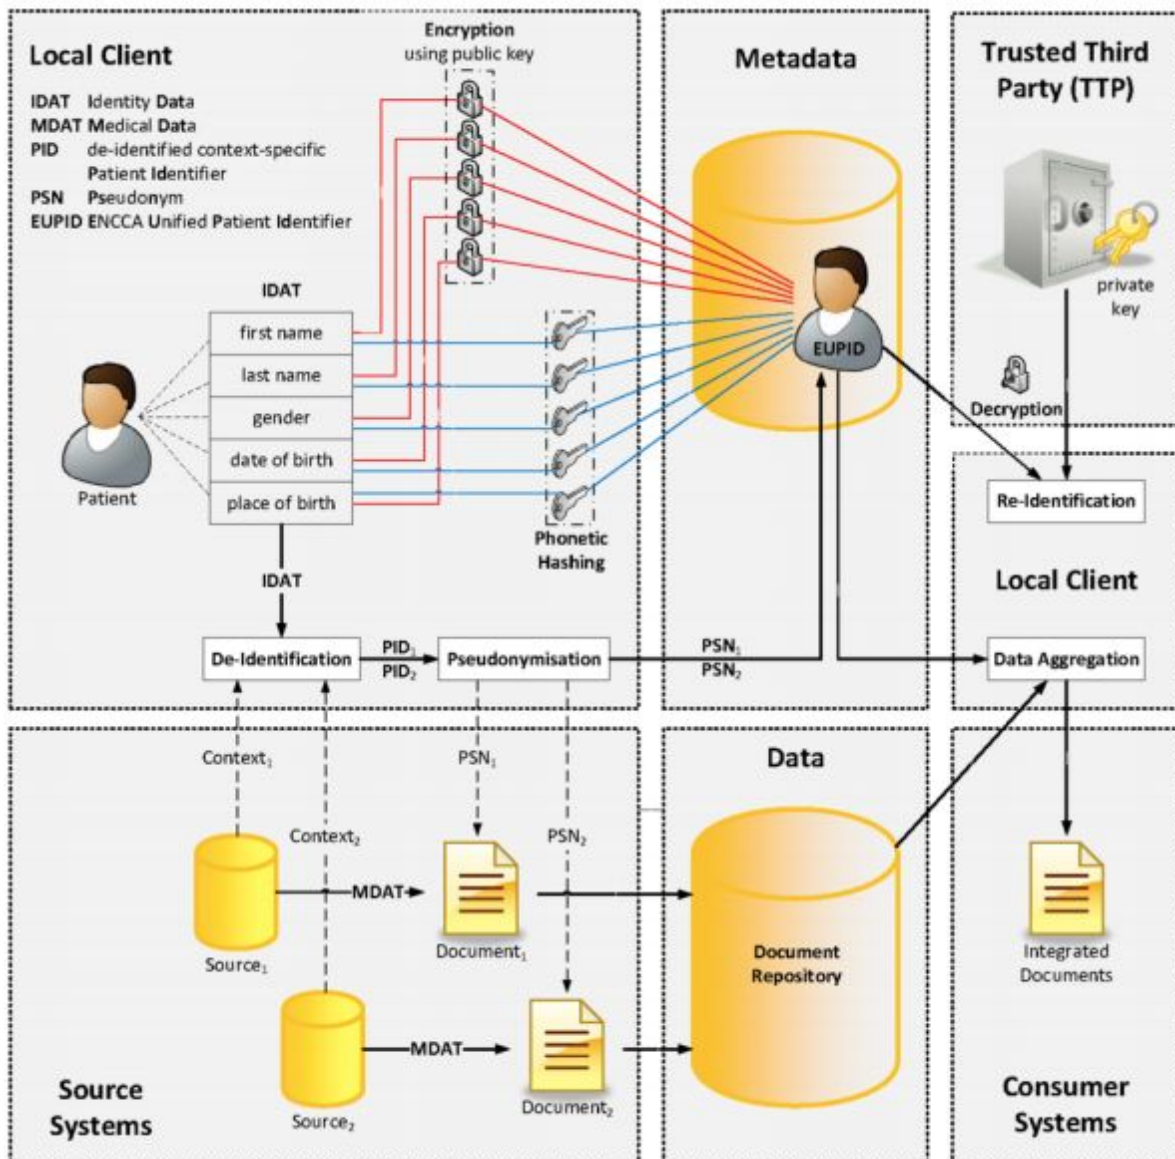 Local Client
IDAT Identity Data
MDAT Medical Data
PID de-identified context-specific
Patient Identifier
PSN Pseudonym
EUPID ENCCA Unified Patient Identifier
Encryption
using public key
IDAT
first name
last name
gender
date of birth
place of birth
Patient
Phonetic
Hashing
IDAT
De-Identification
PID₁
PID₂
Pseudonymisation
PSN₁
PSN₂
Metadata
EUPID
Trusted Third
Party (TTP)
private
key
Decryption
Re-Identification
Local Client
Data Aggregation
Context₁
Context₂
PSN₁
PSN₂
MDAT
Source₁
Document₁
MDAT
Source₂
Document₂
Source
Systems
Data
Document
Repository
Integrated
Documents
Consumer
Systems